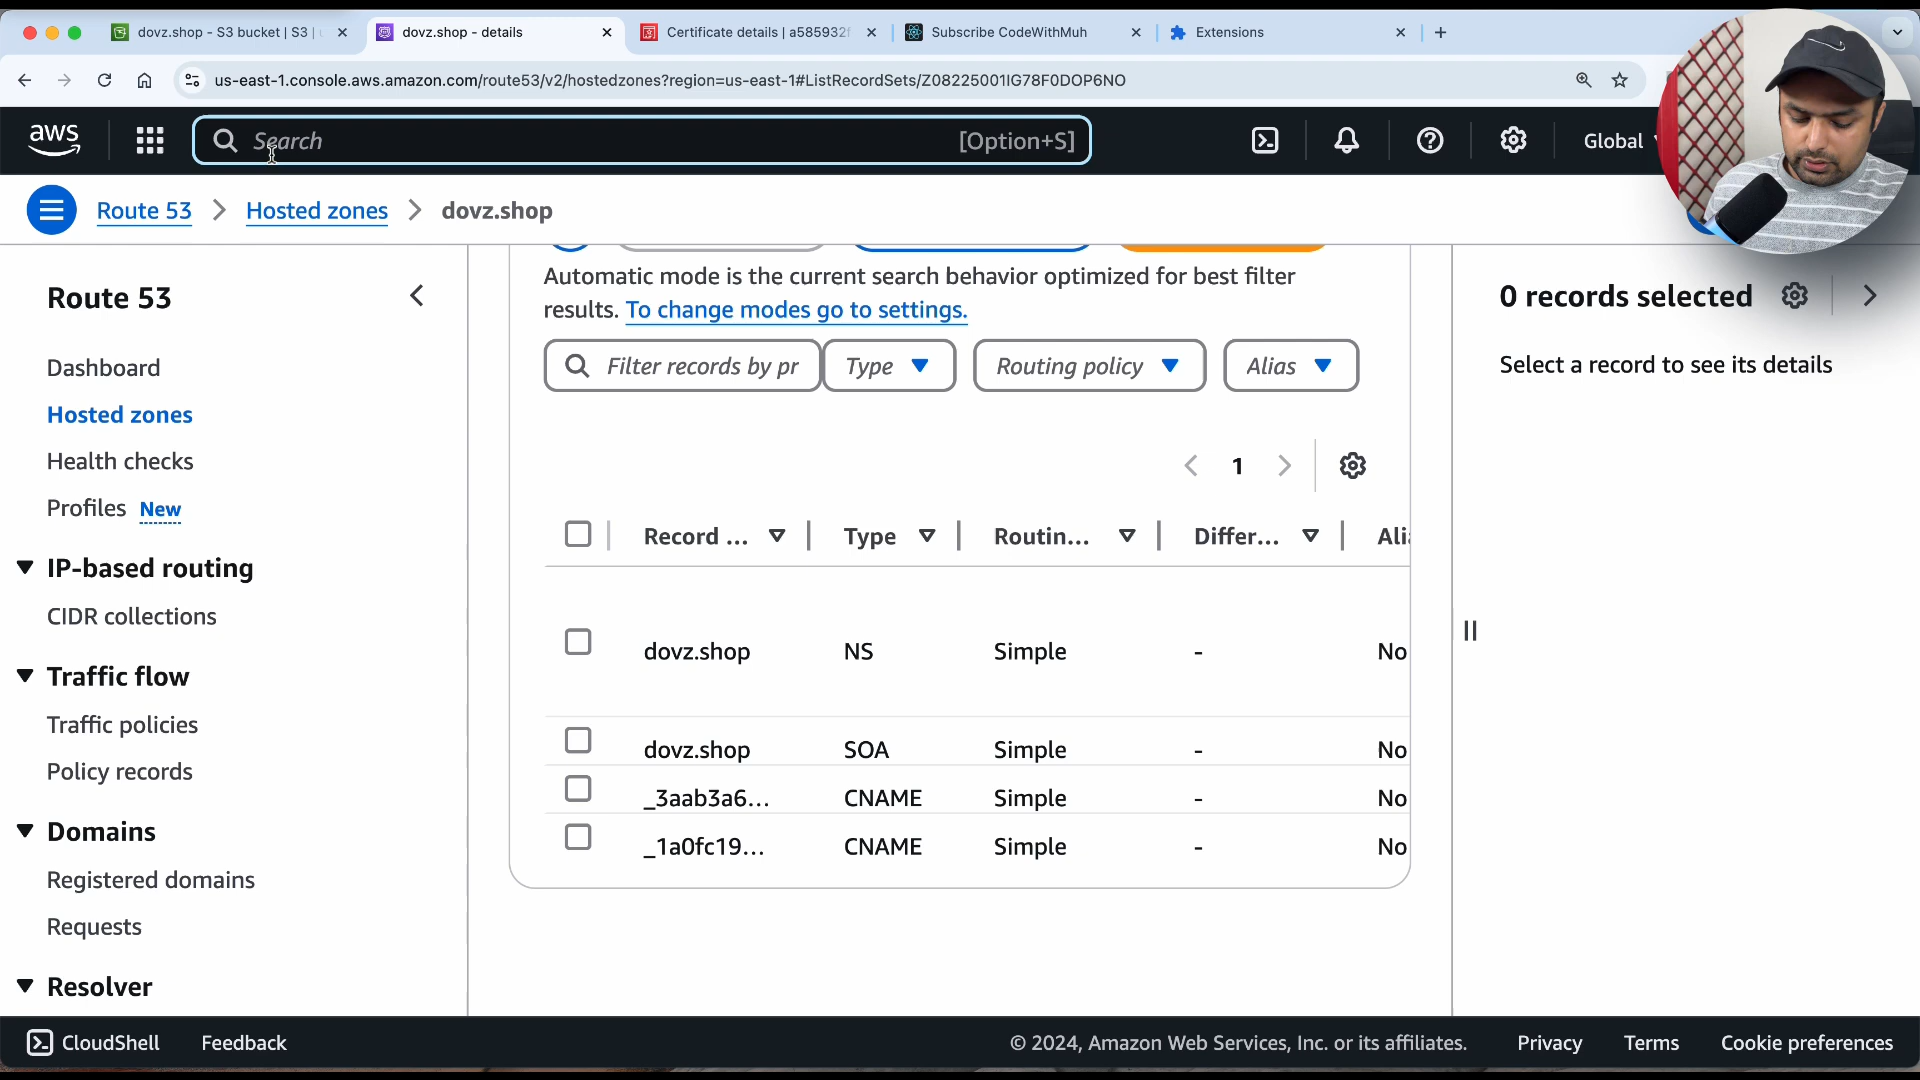 dovz.shop - S3 bucket | S3 |
dovz.shop - details
Certificate details | a585932f
Subscribe CodeWithMuh
Extensions
us-east-1.console.aws.amazon.com/route53/v2/hostedzones?region=us-east-1#ListRecordSets/Z08225001IG78F0DOP6NO
aws
Search
[Option+S]
Global
Route 53
Hosted zones
dovz.shop
Route 53
Dashboard
Hosted zones
Health checks
Profiles New
IP-based routing
CIDR collections
Traffic flow
Traffic policies
Policy records
Domains
Registered domains
Requests
Resolver
Automatic mode is the current search behavior optimized for best filter
results. To change modes go to settings.
Filter records by pr
Type
Routing policy
Alias
1
Record ...
Type
Routin...
Differ...
Ali
dovz.shop NS Simple - No
dovz.shop SOA Simple - No
_3aab3a6... CNAME Simple - No
_1a0fc19... CNAME Simple - No
0 records selected
Select a record to see its details
CloudShell
Feedback
© 2024, Amazon Web Services, Inc. or its affiliates.
Privacy
Terms
Cookie preferences